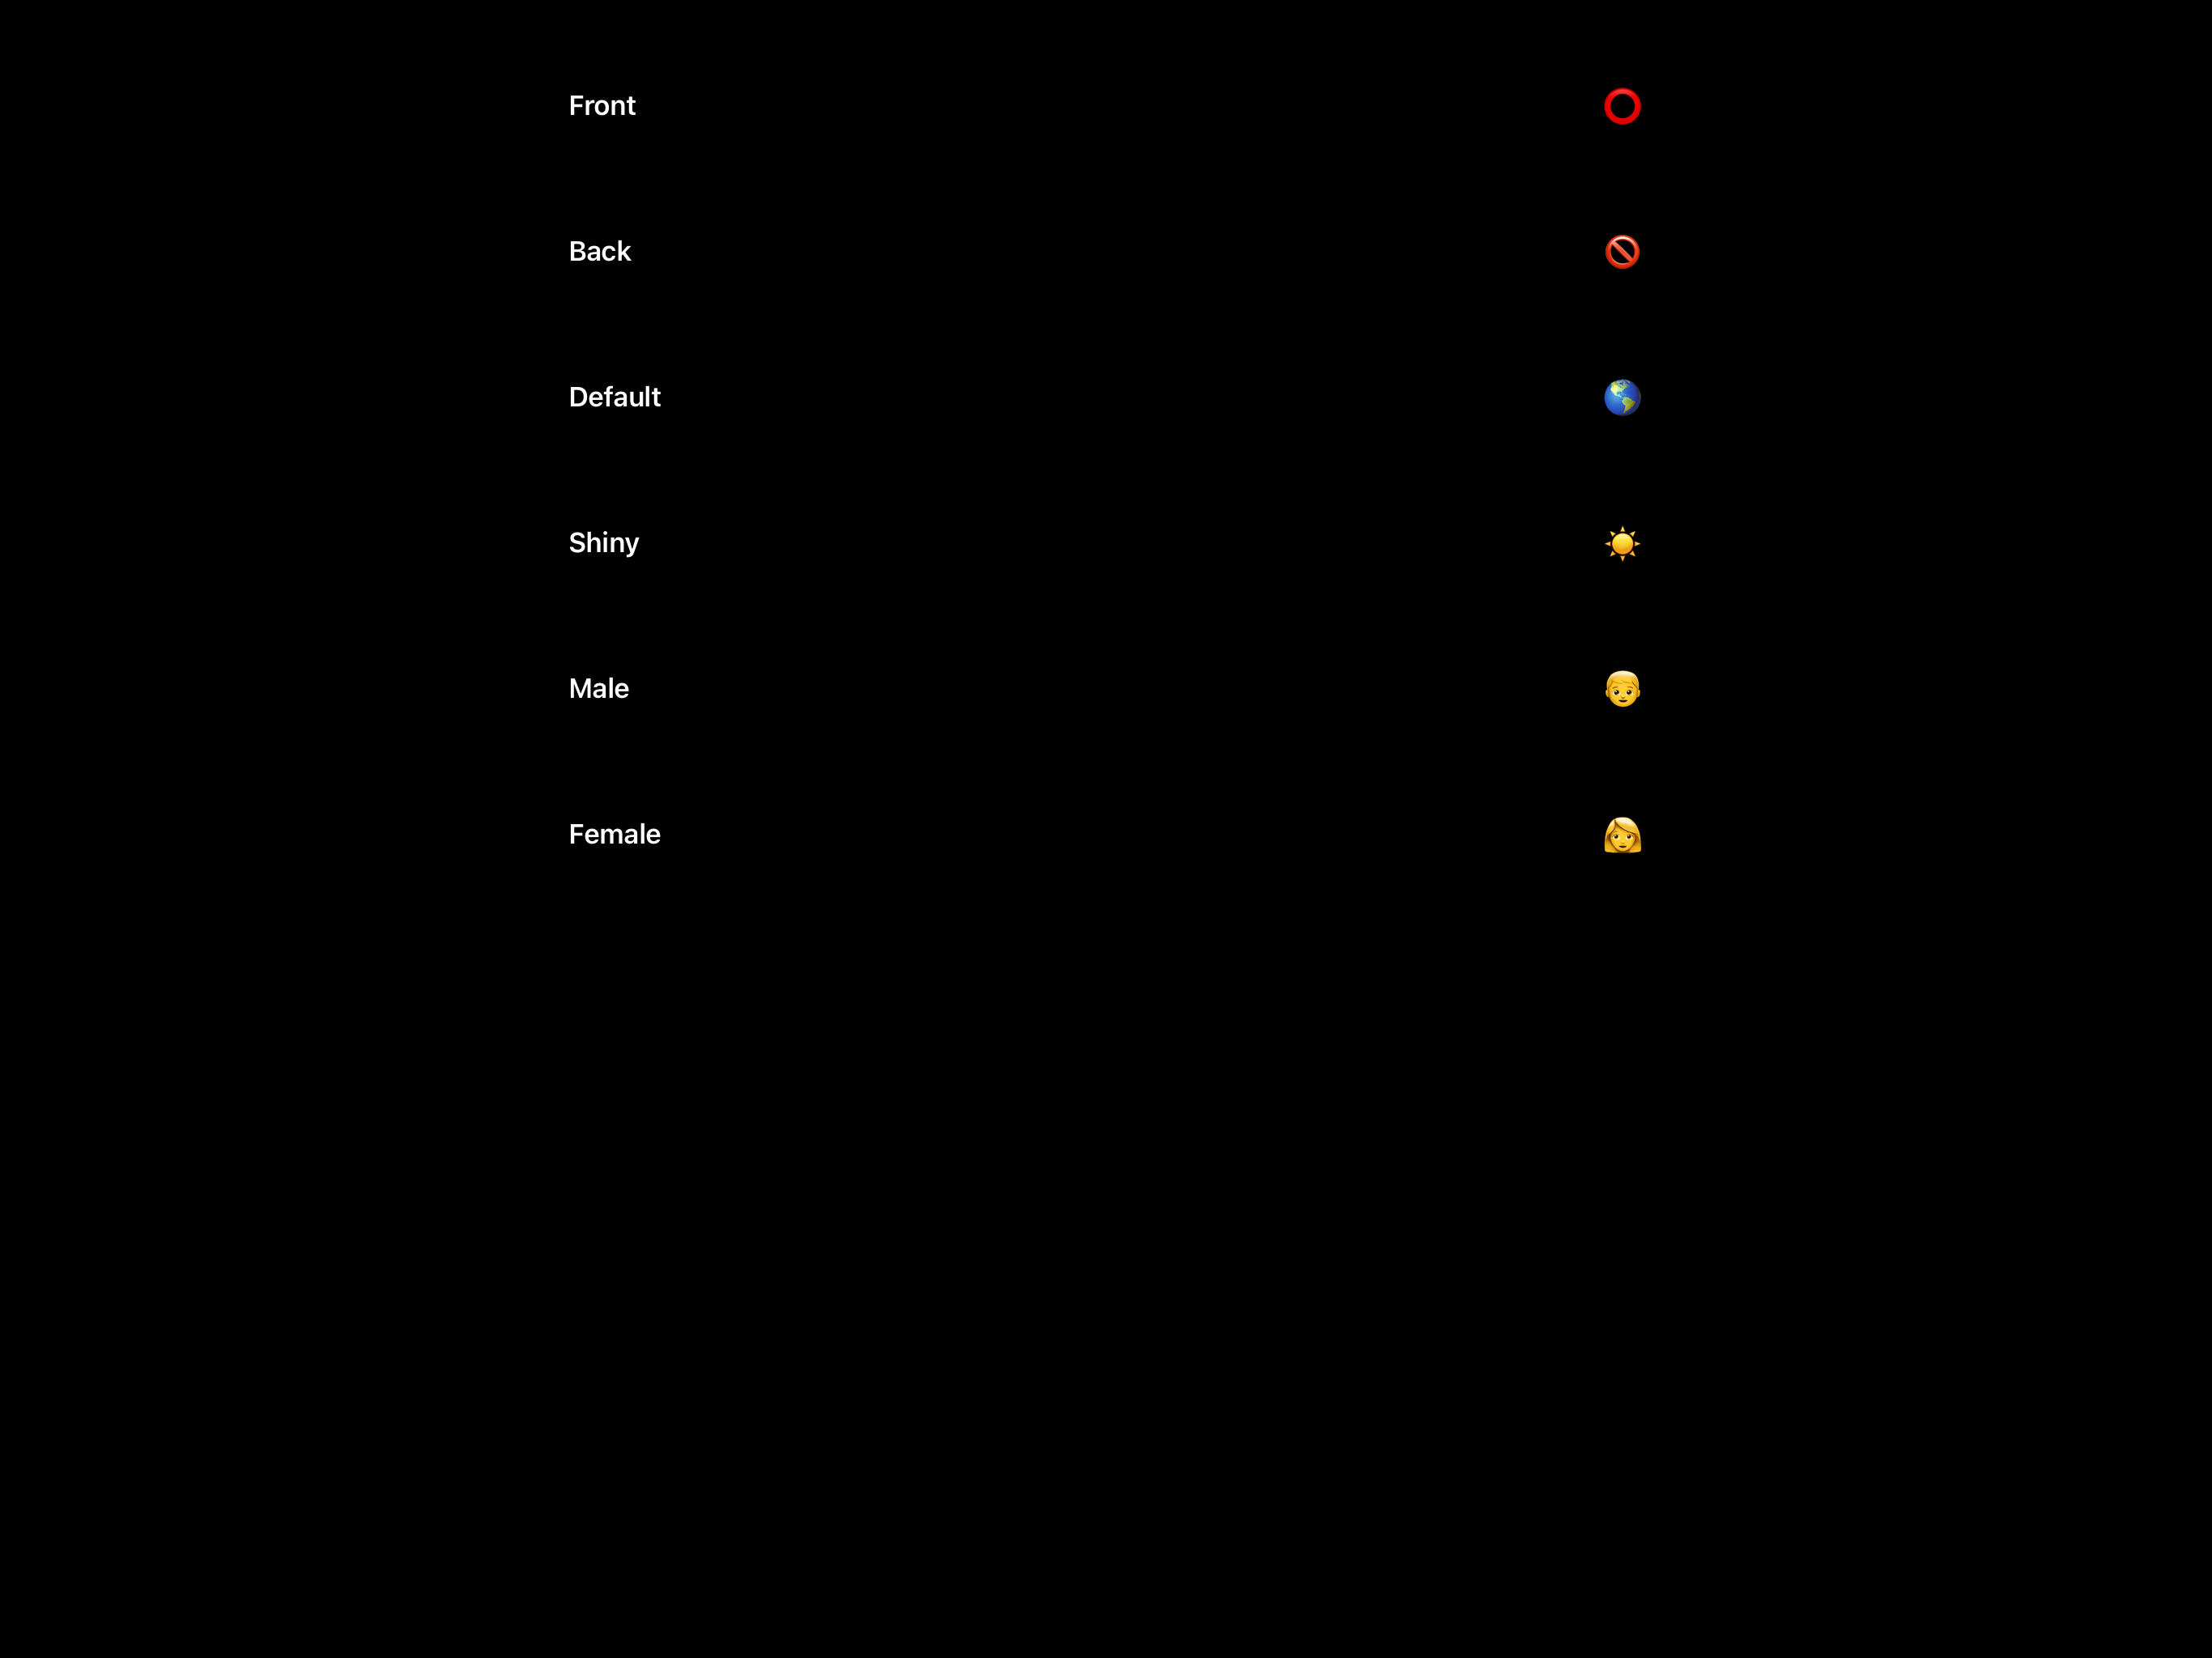 Front ⭕
Back 🚫
Default 🌎
Shiny ☀️
Male 👦
Female 👩